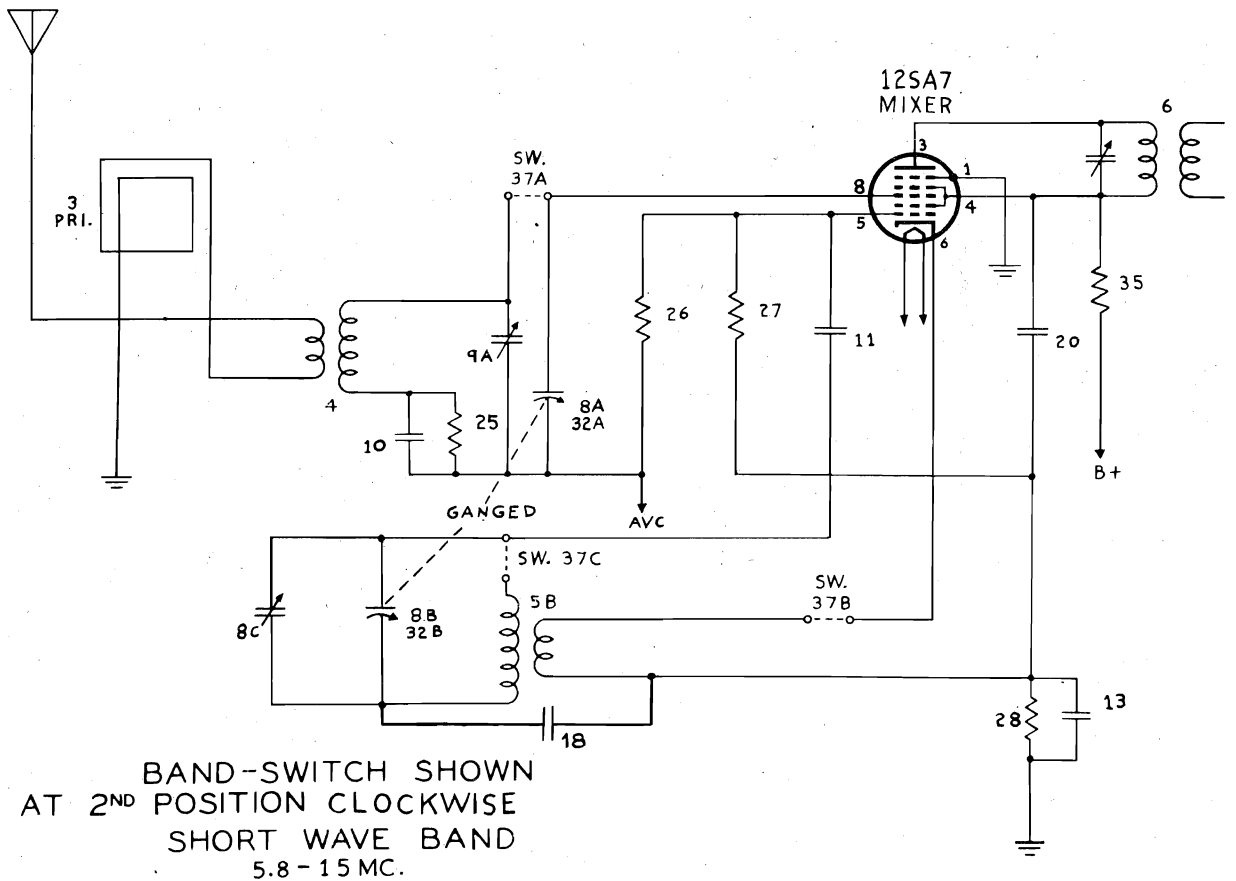 12SA7
MIXER
6
3
1
SW.
37A
8
4
5
6
3
PRI.
26
27
11
20
35
9A
4
10
25
8A
32A
B+
GANGED
AVC
SW. 37C
SW.
37B
5B
8C
8B
32B
18
28
13
BAND-SWITCH SHOWN
AT 2ND POSITION CLOCKWISE
SHORT WAVE BAND
5.8-15 MC.